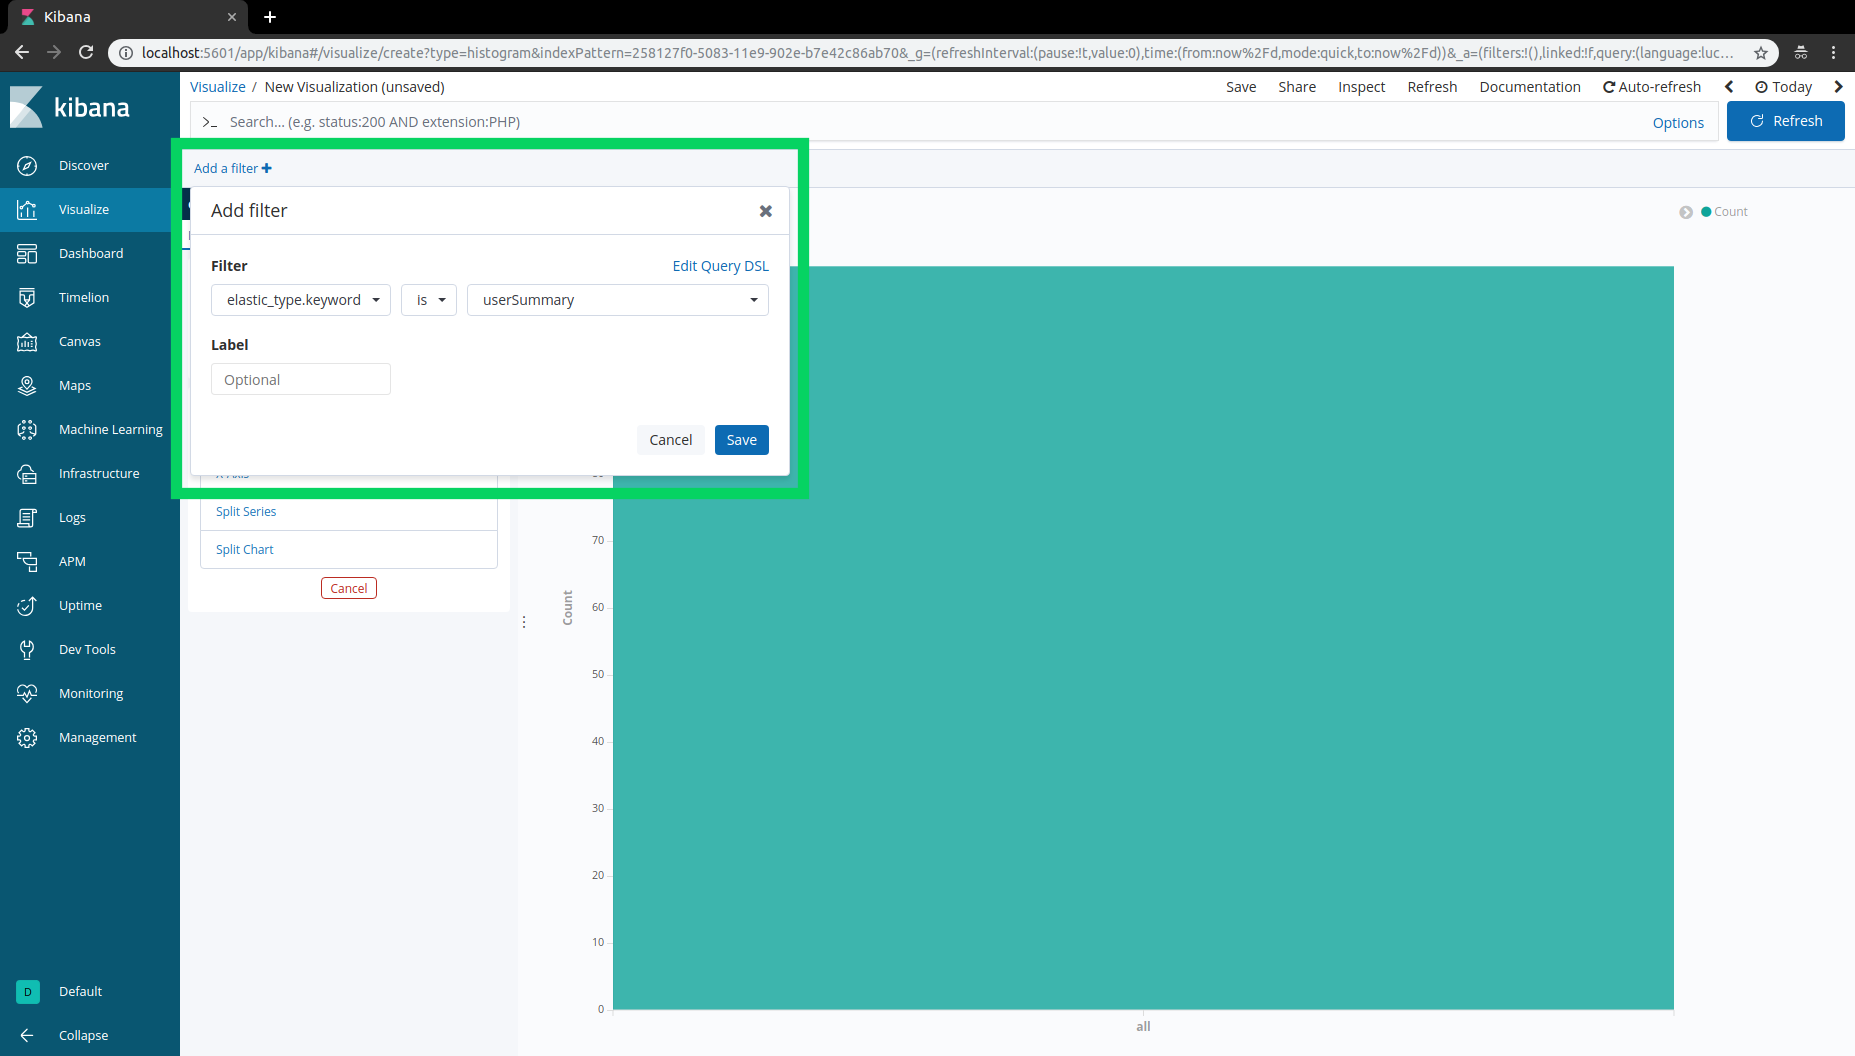 Kibana
localhost:5601/app/kibana#/visualize/create?type=histogram&indexPattern=258127f0-5083-11e9-902e-b7e42c86ab70&_g=(refreshInterval:(pause:!t,value:0),time:(from:now%2Fd,mode:quick,to:now%2Fd))&_a=(filters:!(),linked:!f,query:(language:luc...
kibana
Visualize / New Visualization (unsaved)
Save Share Inspect Refresh Documentation Auto-refresh Today
>_ Search... (e.g. status:200 AND extension:PHP)
Options
Refresh
Add a filter +
Discover
Visualize
Dashboard
Timelion
Canvas
Maps
Machine Learning
Infrastructure
Logs
APM
Uptime
Dev Tools
Monitoring
Management
D Default
Collapse
Add filter
Filter
Edit Query DSL
elastic_type.keyword is userSummary
Label
Optional
Cancel Save
Split Series
Split Chart
Cancel
Count
Count
70
60
50
40
30
20
10
0
all